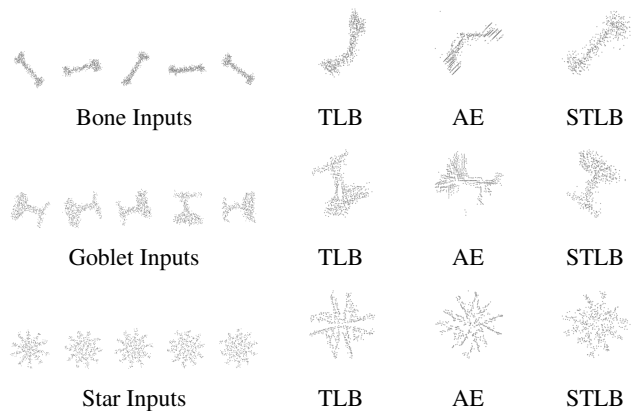 Bone Inputs TLB AE STLB
Goblet Inputs TLB AE STLB
Star Inputs TLB AE STLB